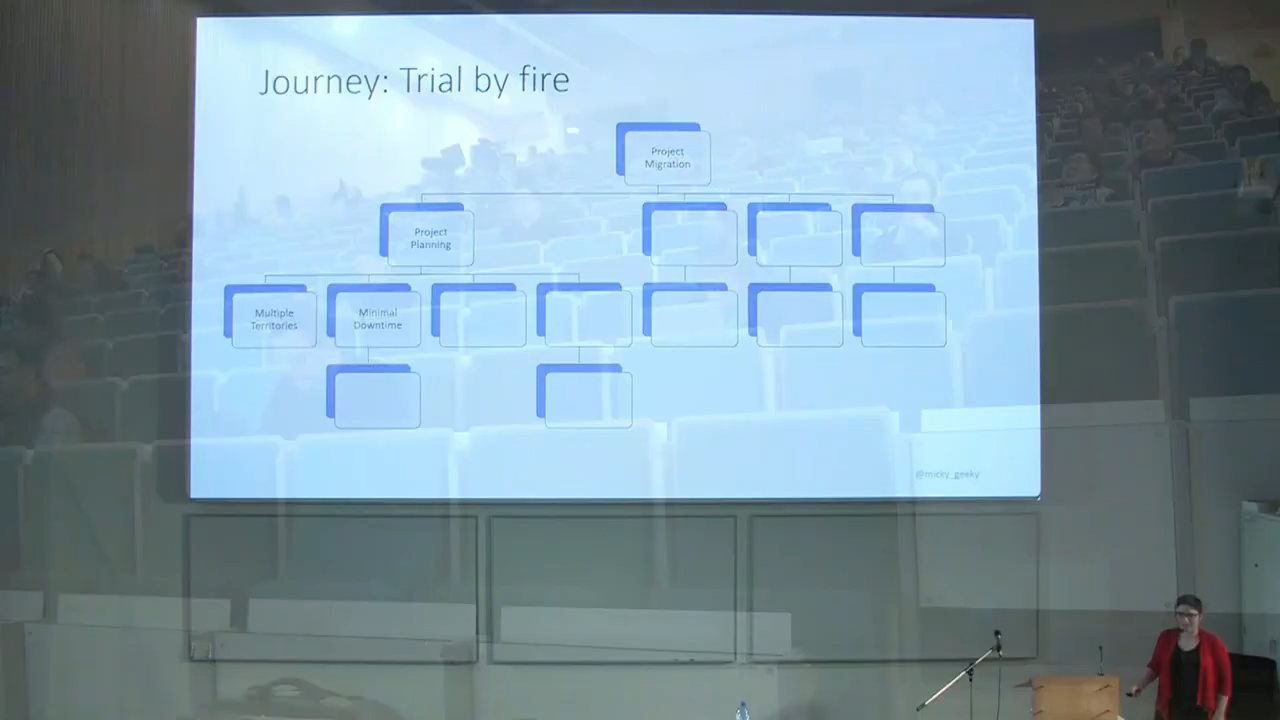 Journey: Trial by fire
Project
Migration
Project
Planning
Multiple
Territories
Minimal
Downtime
@micky_geeky